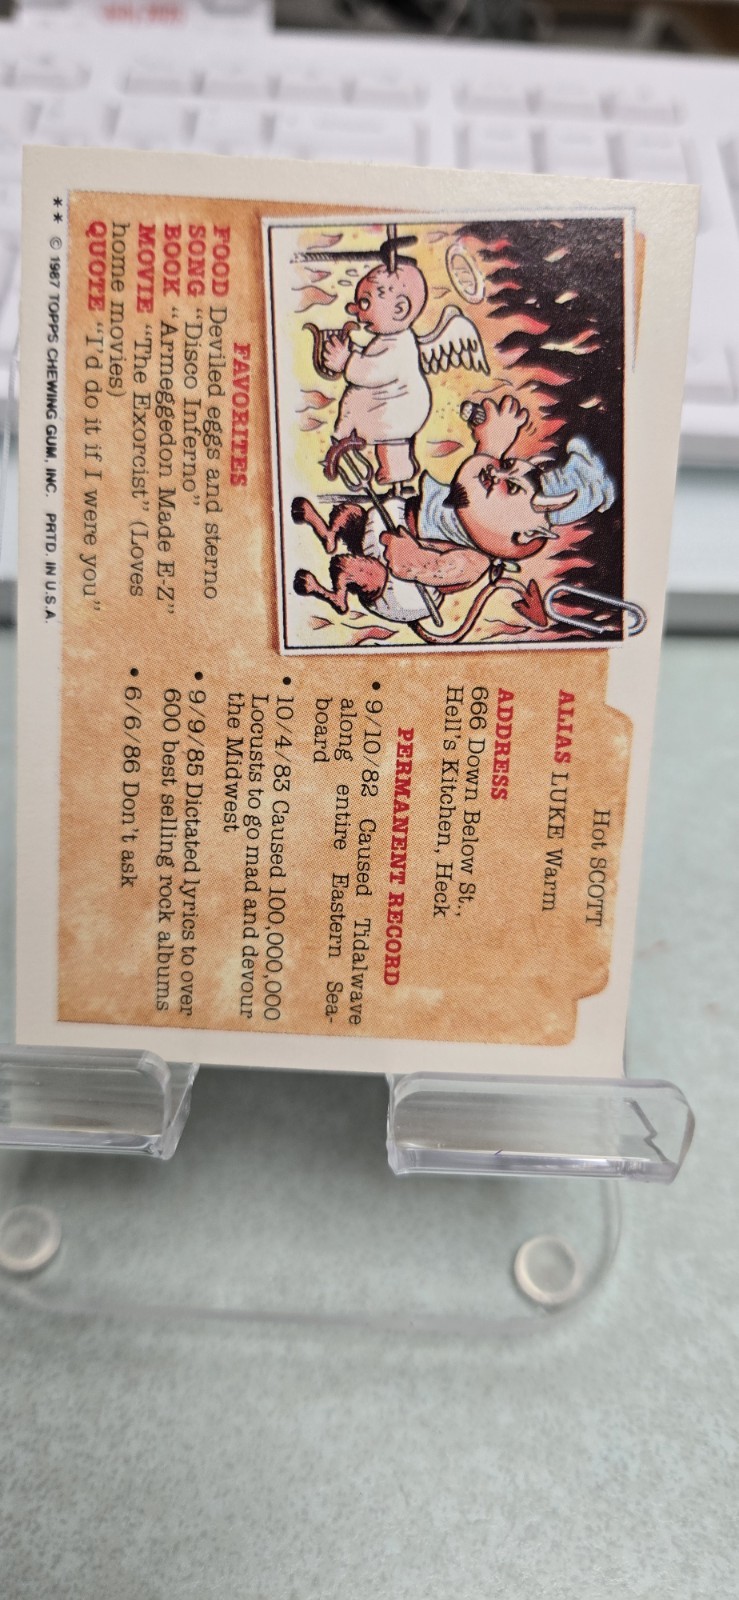 Hot SCOTT
ALIAS LUKE Warm
ADDRESS
666 Down Below St.,
Hell's Kitchen, Heck
PERMANENT RECORD
• 9/10/82 Caused Tidalwave
along entire Eastern Sea-
board
• 10/4/83 Caused 100,000,000
Locusts to go mad and devour
the Midwest
• 9/9/85 Dictated lyrics to over
600 best selling rock albums
• 6/6/86 Don't ask
FAVORITES
FOOD Deviled eggs and sterno
SONG "Disco Inferno"
BOOK "Armeggedon Made E-Z"
MOVIE "The Exorcist" (Loves
home movies)
QUOTE "I'd do it if I were you"
** © 1987 TOPPS CHEWING GUM, INC. PRTD. IN U.S.A.